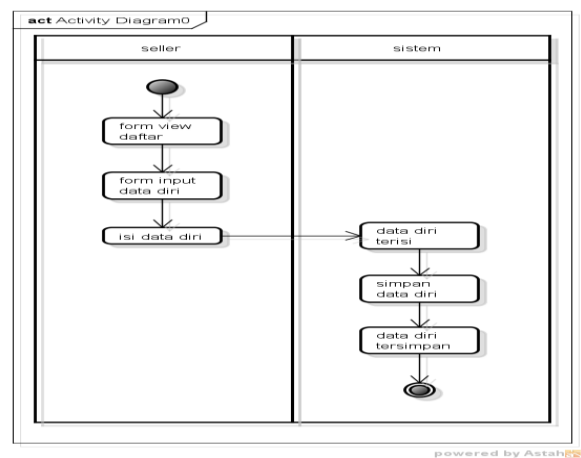 act Activity Diagram0
seller
sistem
form view
daftar
form input
data diri
isi data diri
data diri
terisi
simpan
data diri
data diri
tersimpan
powered by Astah